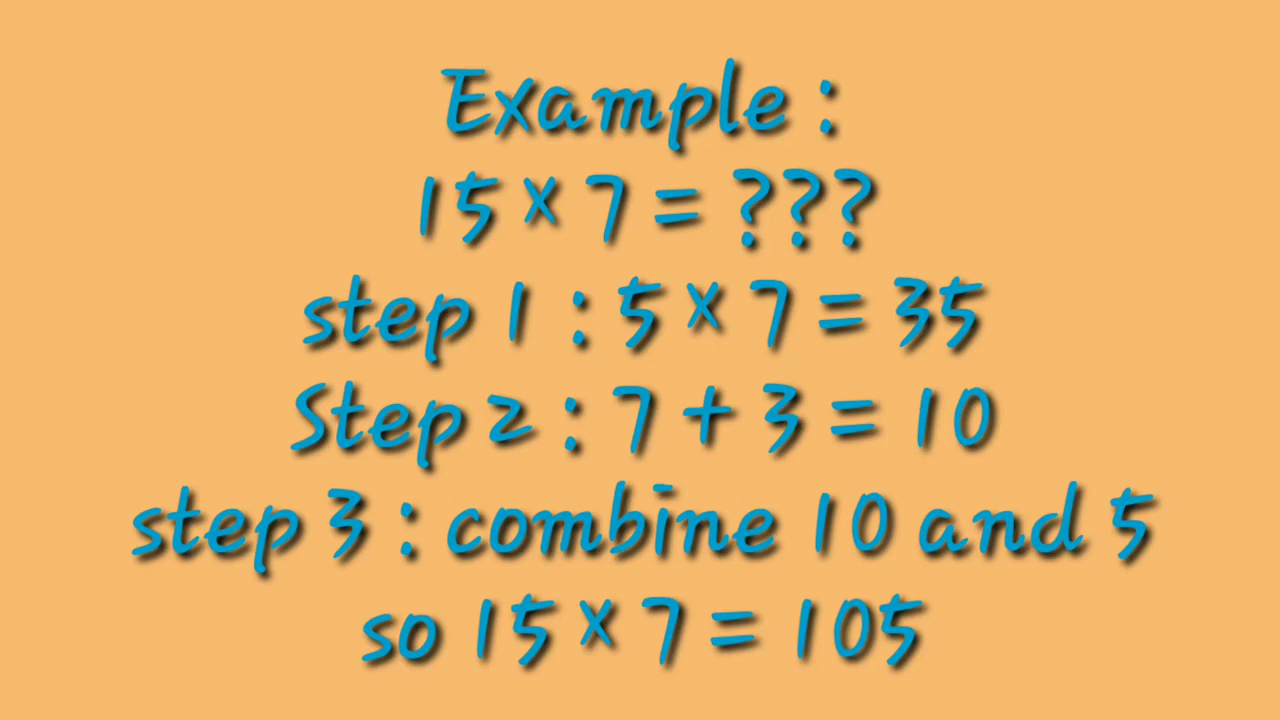 Example :
15 × 7 = ???
step 1 : 5 × 7 = 35
Step 2 : 7 + 3 = 10
step 3 : combine 10 and 5
so 15 × 7 = 105